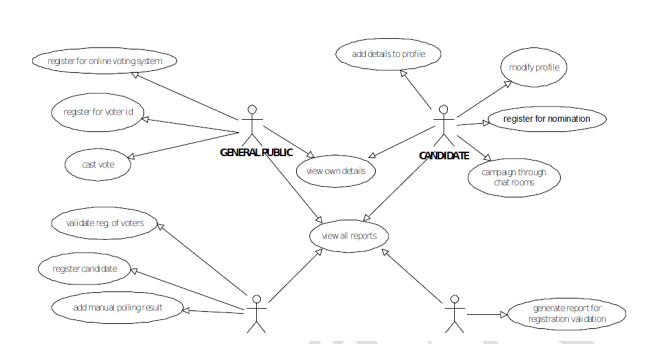 add details to profile
register for online voting system
modify profile
register for voter id
register for nomination
GENERAL PUBLIC
CANDIDATE
cast vote
view own details
campaign through
chat rooms
validate reg. of voters
view all reports
register candidate
add manual polling result
generate report for
registration validation